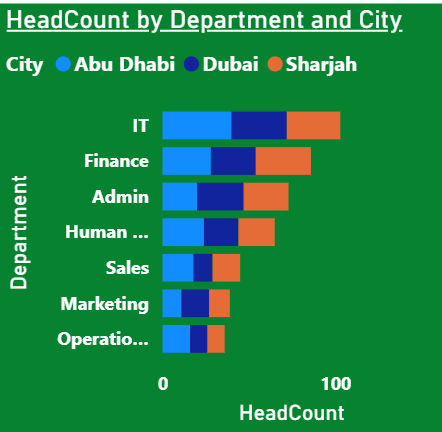 HeadCount by Department and City
City Abu Dhabi Dubai Sharjah
IT
Finance
Admin
Human ...
Sales
Marketing
Operatio...
Department
0 100
HeadCount